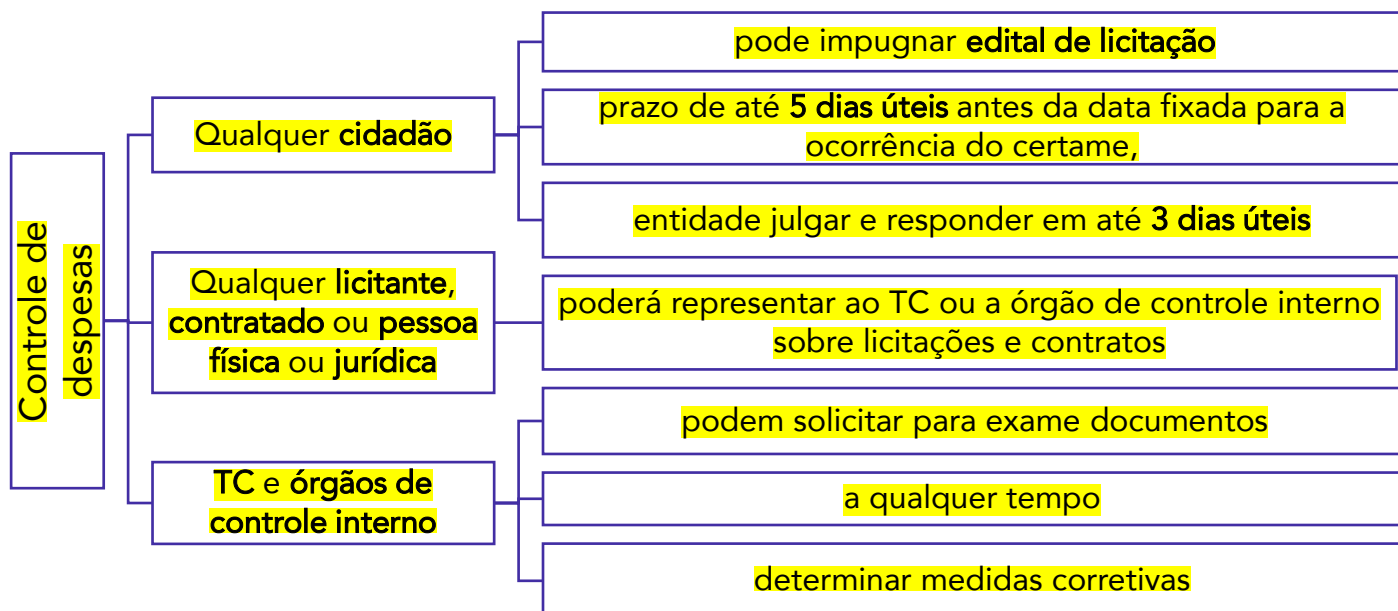 Controle de
despesas
Qualquer cidadão
pode impugnar edital de licitação
prazo de até 5 dias úteis antes da data fixada para a
ocorrência do certame,
entidade julgar e responder em até 3 dias úteis
Qualquer licitante,
contratado ou pessoa
física ou jurídica
poderá representar ao TC ou a órgão de controle interno
sobre licitações e contratos
TC e órgãos de
controle interno
podem solicitar para exame documentos
a qualquer tempo
determinar medidas corretivas